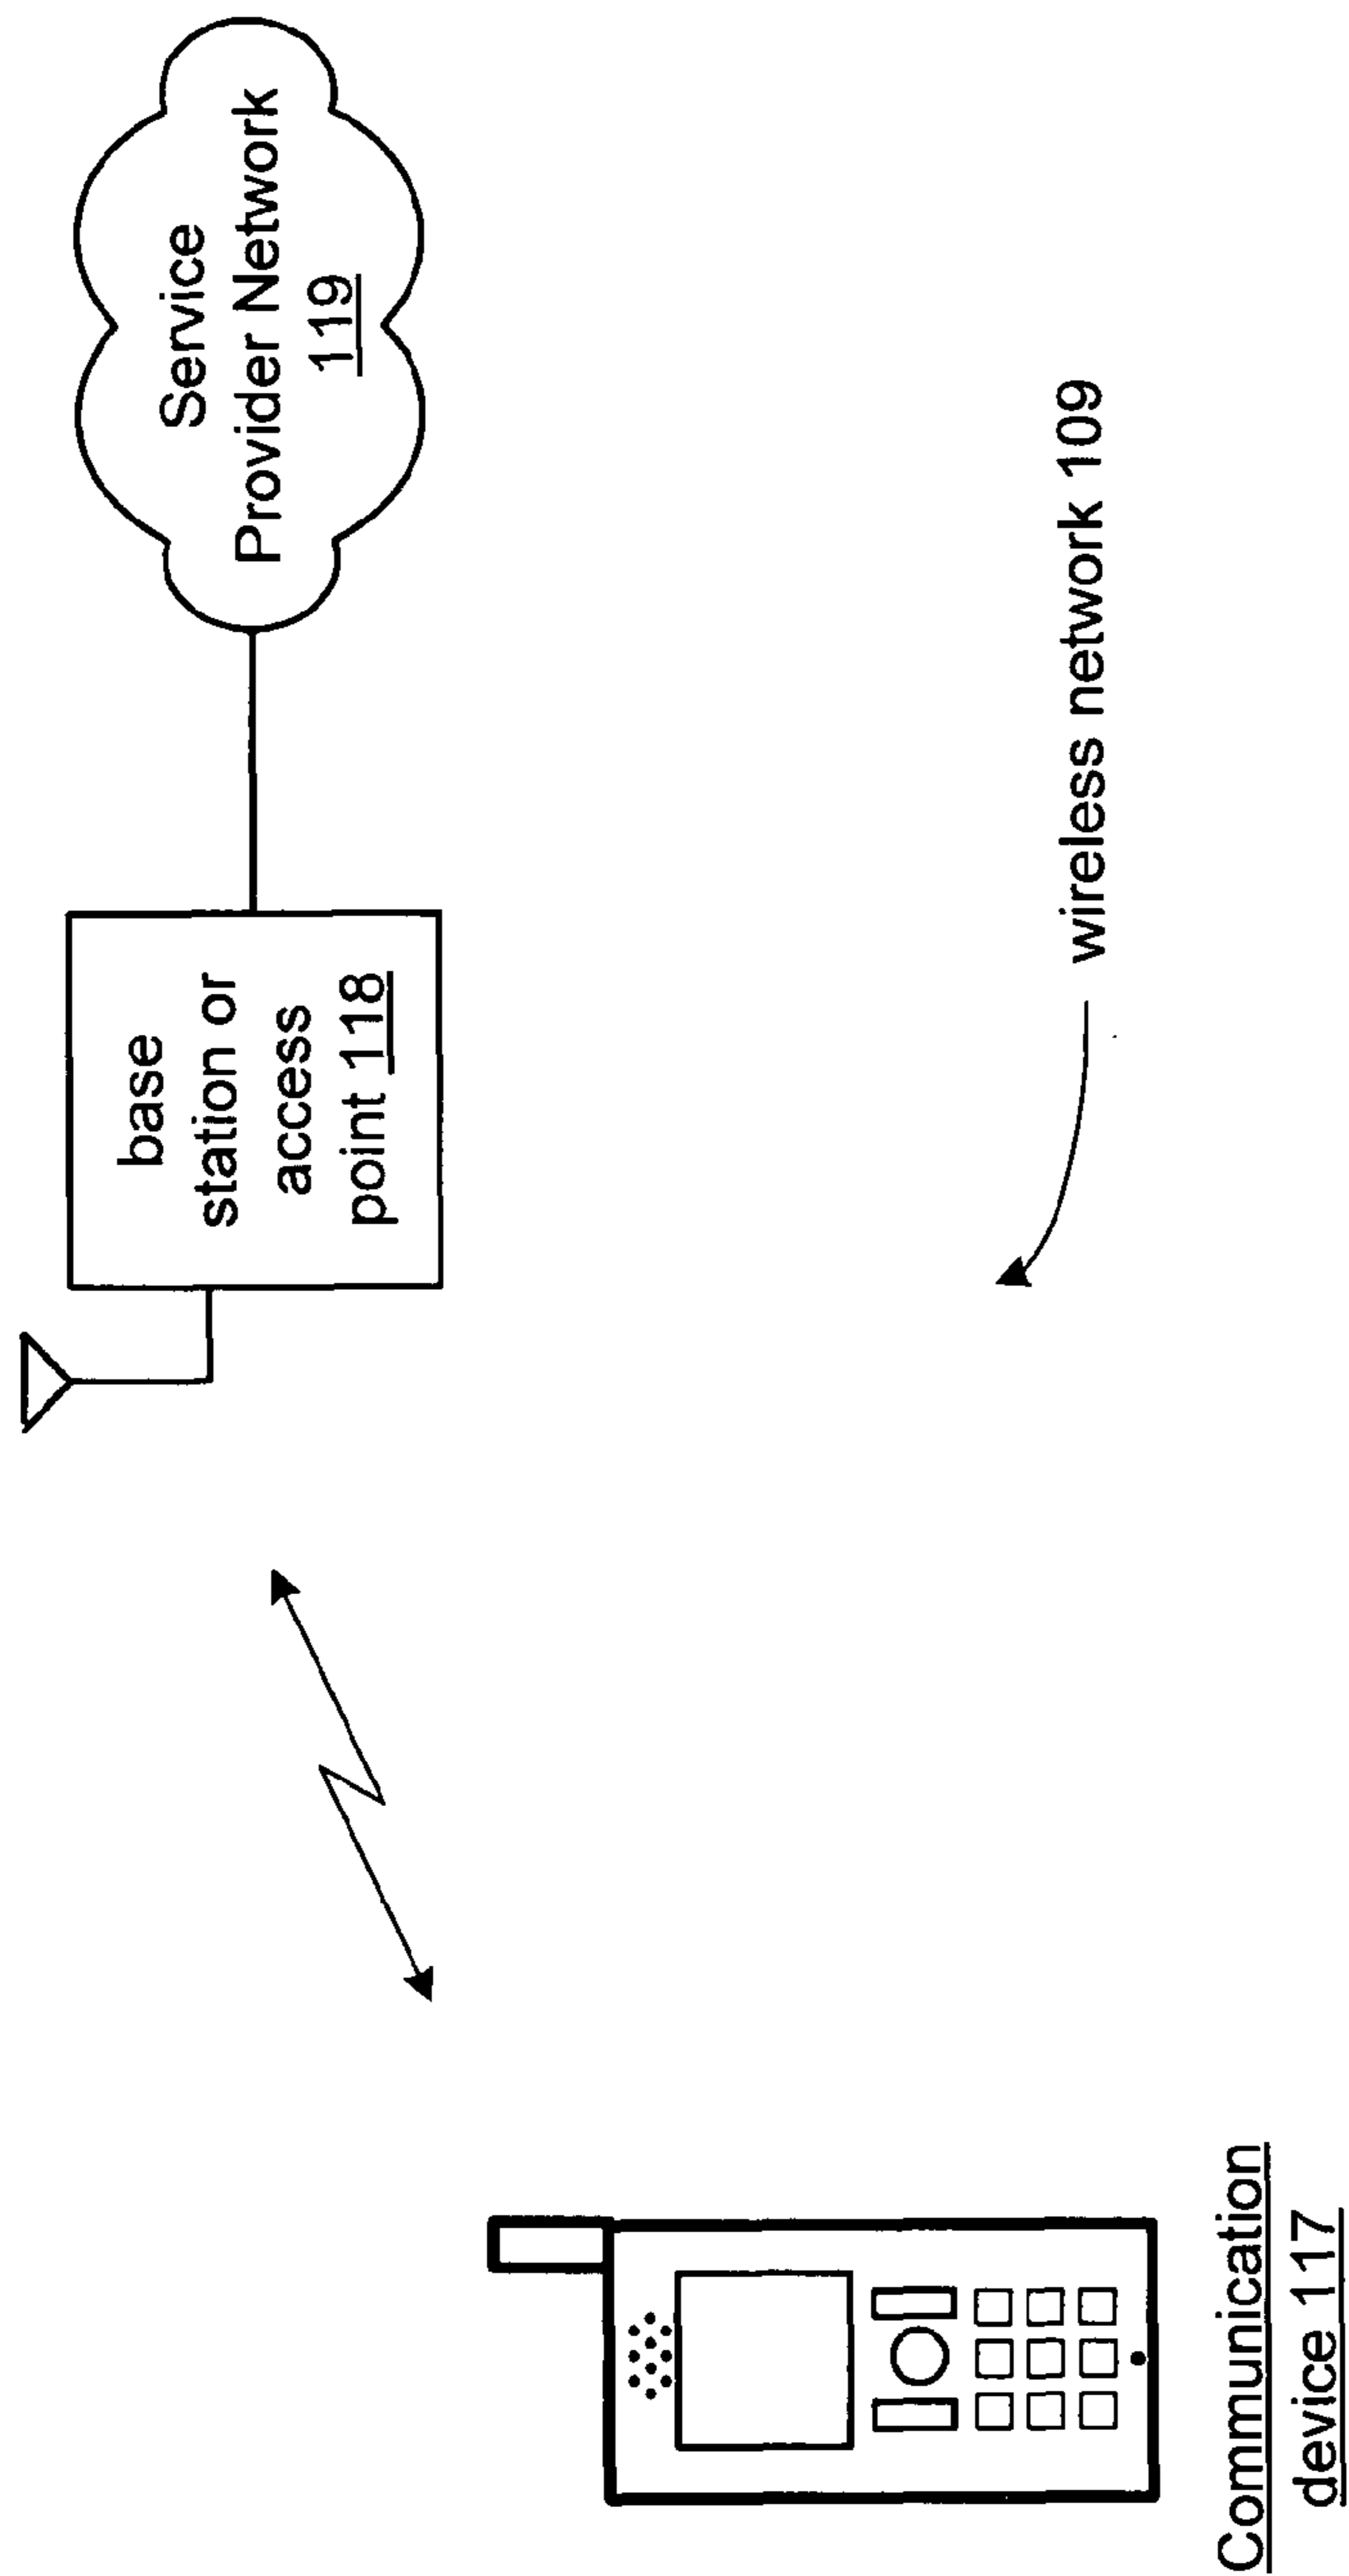 Service
Provider Network
119
base
station or
access
point 118
wireless network 109
Communication
device 117